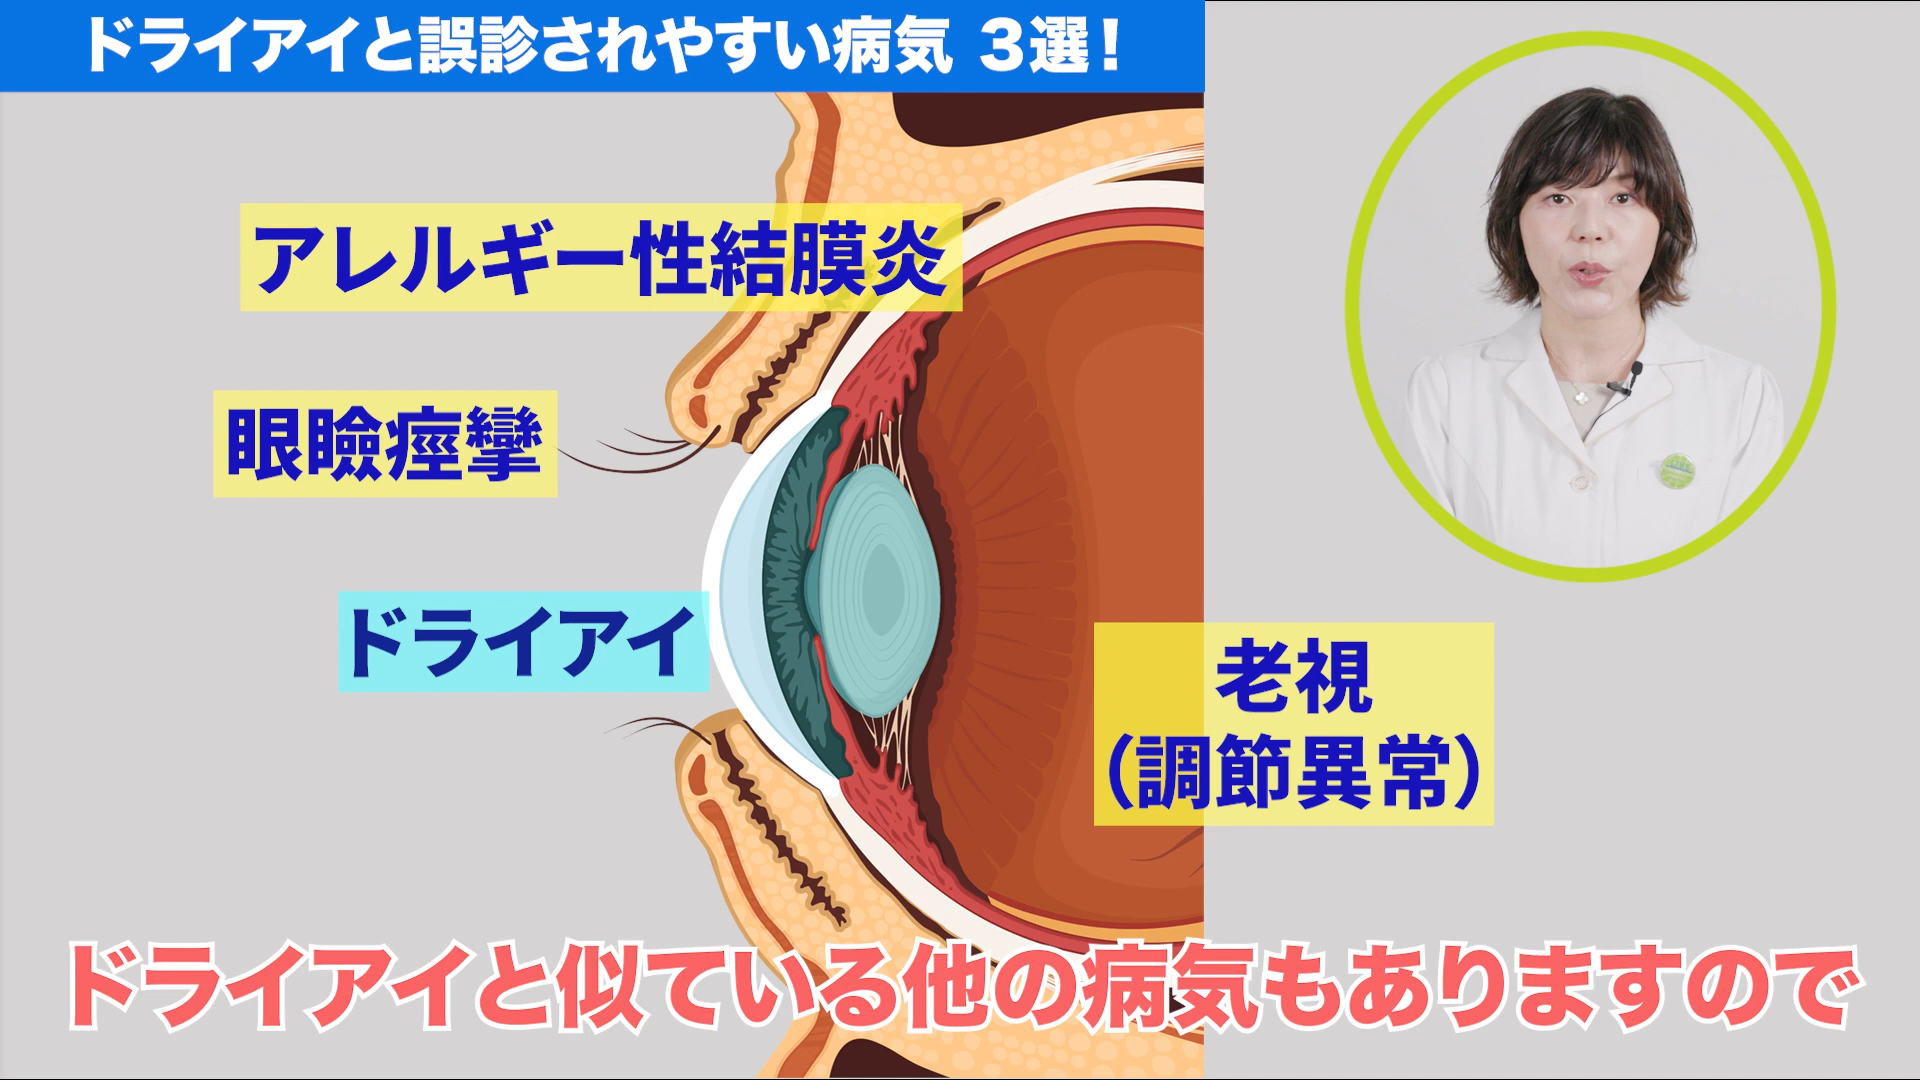 ドライアイと誤診されやすい病気 3選!
アレルギー性結膜炎
眼瞼痙攣
ドライアイ
老視
(調節異常)
ドライアイと似ている他の病気もありますので